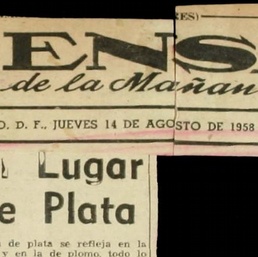 RES)
ENS
de la Mañan
O. D. F., JUEVES 14 DE AGOSTO DE 1958
Lugar
e Plata
de plata se refleja en la
y en la de plomo, todo lo